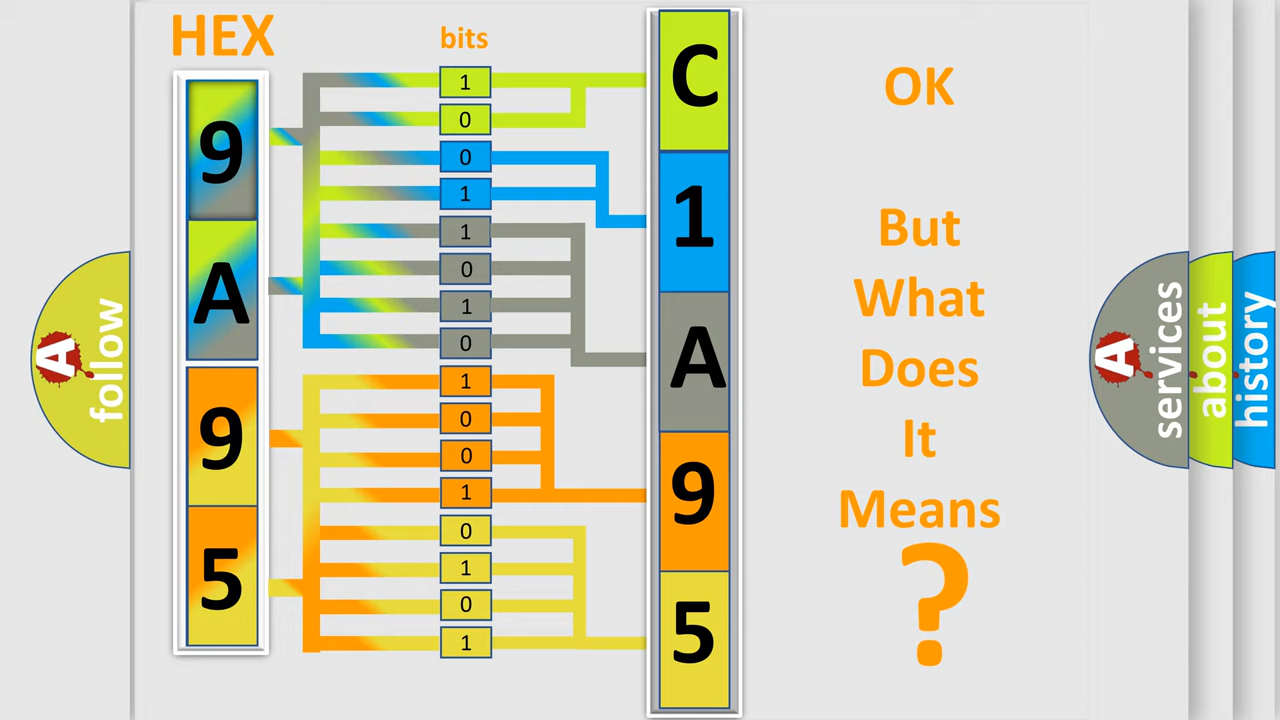 HEX
bits
9
A
9
5
1
0
0
1
1
0
1
0
1
0
0
1
0
1
0
1
C
1
A
9
5
OK
But
What
Does
It
Means
?
A
follow
A
services
about
history